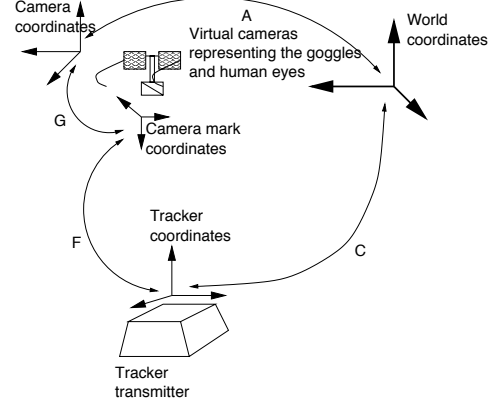 Camera
coordinates
A
Virtual cameras
representing the goggles
and human eyes
World
coordinates
G
Camera mark
coordinates
F
Tracker
coordinates
C
Tracker
transmitter